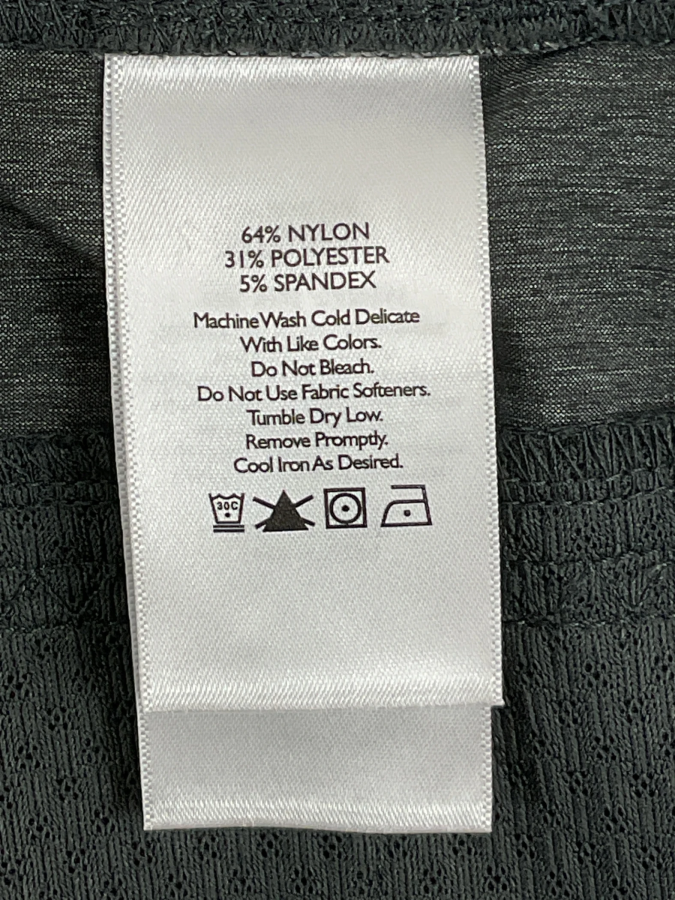 64% NYLON
31% POLYESTER
5% SPANDEX
Machine Wash Cold Delicate
With Like Colors.
Do Not Bleach.
Do Not Use Fabric Softeners.
Tumble Dry Low.
Remove Promptly.
Cool Iron As Desired.
30C